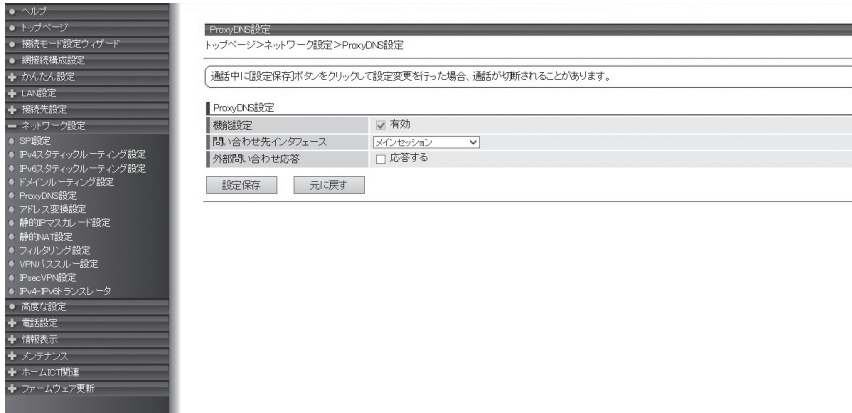 ヘルプ
トップページ
接続モード設定ウィザード
網接続構成設定
かんたん設定
LAN設定
接続先設定
ネットワーク設定
SPI設定
IPv4スタティックルーティング設定
IPv6スタティックルーティング設定
ドメインルーティング設定
ProxyDNS設定
アドレス変換設定
静的IPマスカレード設定
静的NAT設定
フィルタリング設定
VPNパススルー設定
IPsecVPN設定
IPv4-IPv6トランスレータ
高度な設定
電話設定
情報表示
メンテナンス
ホームICT関連
ファームウェア更新
ProxyDNS設定
トップページ>ネットワーク設定>ProxyDNS設定
通話中に[設定保存]ボタンをクリックして設定変更を行った場合、通話が切断されることがあります。
ProxyDNS設定
機能設定 有効
問い合わせ先インタフェース メインセッション
外部問い合わせ応答 応答する
設定保存 元に戻す